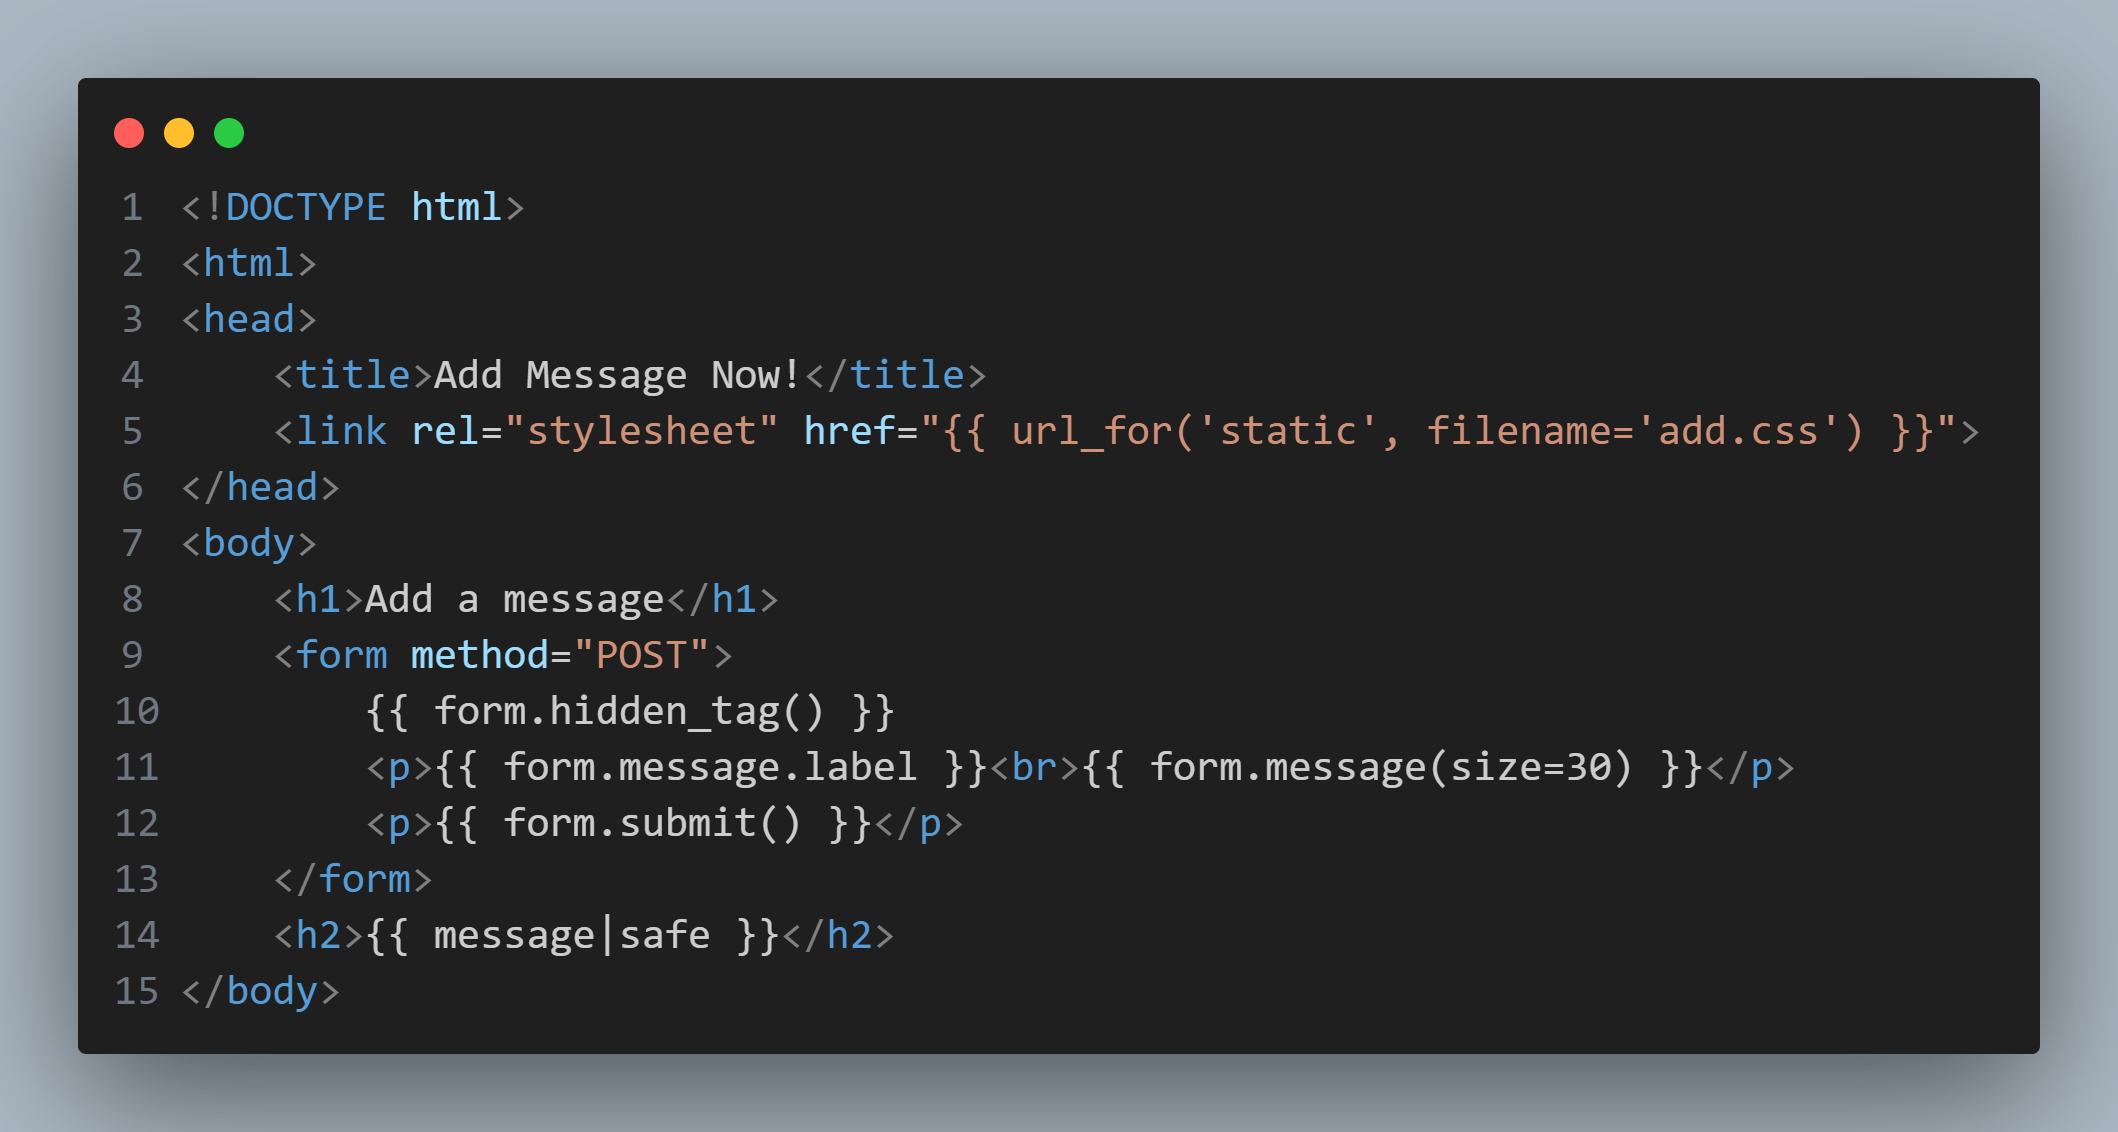 1 <!DOCTYPE html>
2 <html>
3 <head>
4     <title>Add Message Now!</title>
5     <link rel="stylesheet" href="{{ url_for('static', filename='add.css') }}">
6 </head>
7 <body>
8     <h1>Add a message</h1>
9     <form method="POST">
10         {{ form.hidden_tag() }}
11         <p>{{ form.message.label }}<br>{{ form.message(size=30) }}</p>
12         <p>{{ form.submit() }}</p>
13     </form>
14     <h2>{{ message|safe }}</h2>
15 </body>